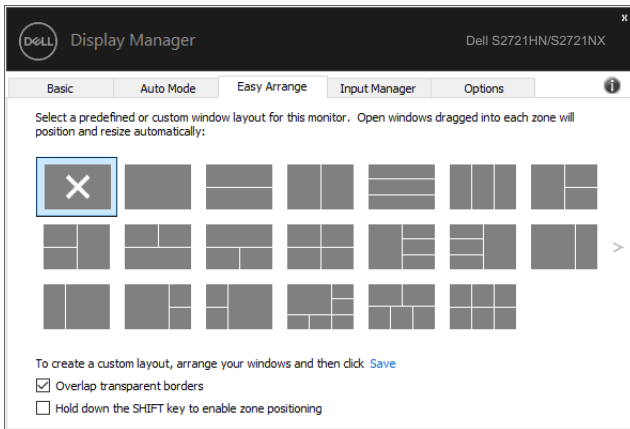 x
DELL Display Manager Dell S2721HN/S2721NX
Basic Auto Mode Easy Arrange Input Manager Options i
Select a predefined or custom window layout for this monitor. Open windows dragged into each zone will
position and resize automatically:
>
To create a custom layout, arrange your windows and then click Save
Overlap transparent borders
Hold down the SHIFT key to enable zone positioning